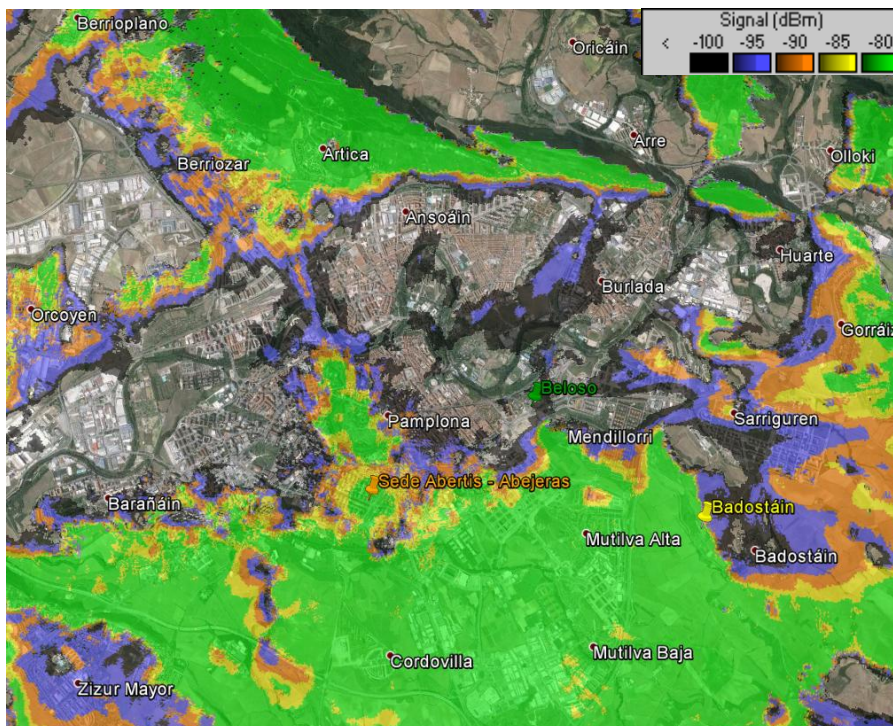 Berrioplano
Signal (dBm)
< -100 -95 -90 -85 -80
Oricáin
Arre
Artica
Olloki
Berriozar
Ansoáin
Huarte
Burlada
Orcoyen
Gorráiz
Beloso
Pamplona
Sarriguren
Mendillorri
Sede Abertis - Abejeras
Barañáin
Badostáin
Mutilva Alta
Badostáin
Cordovilla
Mutilva Baja
Zizur Mayor